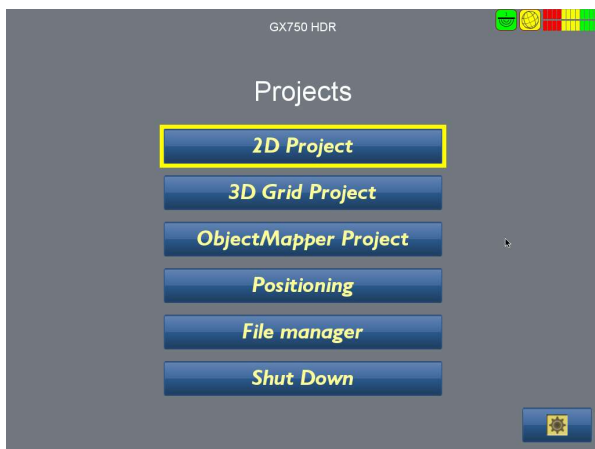 GX750 HDR
Projects
2D Project
3D Grid Project
ObjectMapper Project
Positioning
File manager
Shut Down